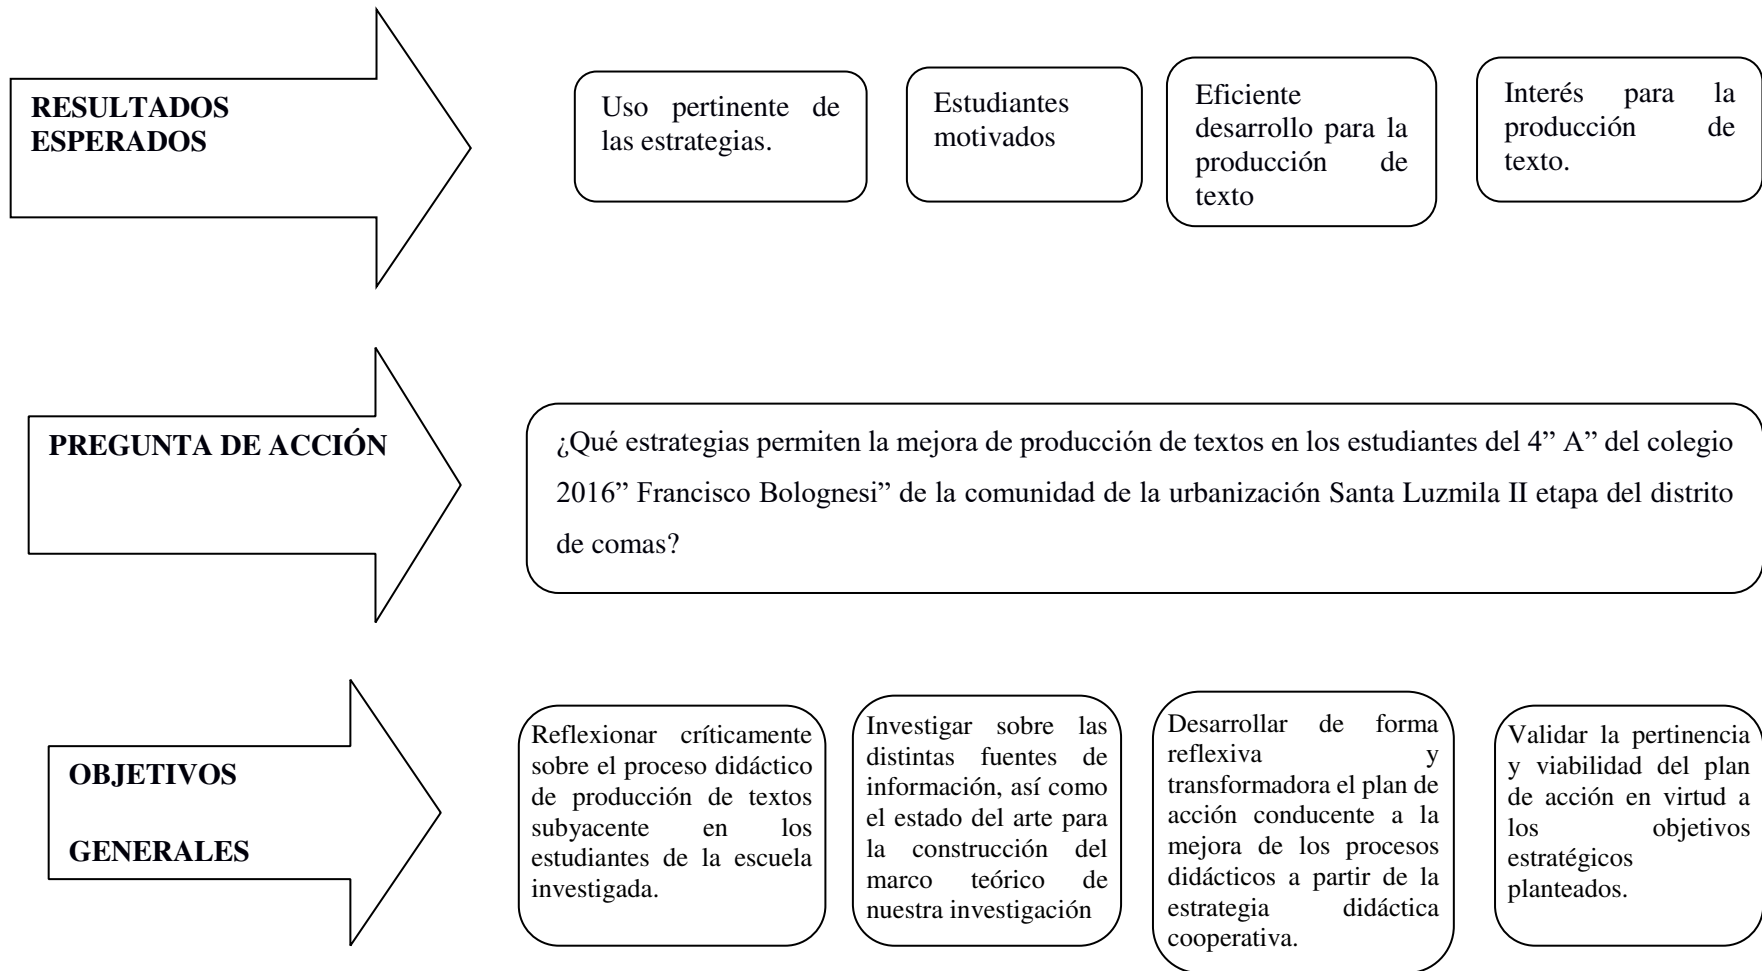 RESULTADOS
ESPERADOS
Uso pertinente de
las estrategias.
Estudiantes
motivados
Eficiente
desarrollo para la
producción de
texto
Interés para la
producción de
texto.
PREGUNTA DE ACCIÓN
¿Qué estrategias permiten la mejora de producción de textos en los estudiantes del 4” A” del colegio
2016” Francisco Bolognesi” de la comunidad de la urbanización Santa Luzmila II etapa del distrito
de comas?
OBJETIVOS
GENERALES
Reflexionar críticamente
sobre el proceso didáctico
de producción de textos
subyacente en los
estudiantes de la escuela
investigada.
Investigar sobre las
distintas fuentes de
información, así como
el estado del arte para
la construcción del
marco teórico de
nuestra investigación
Desarrollar de forma
reflexiva y
transformadora el plan de
acción conducente a la
mejora de los procesos
didácticos a partir de la
estrategia didáctica
cooperativa.
Validar la pertinencia
y viabilidad del plan
de acción en virtud a
los objetivos
estratégicos
planteados.